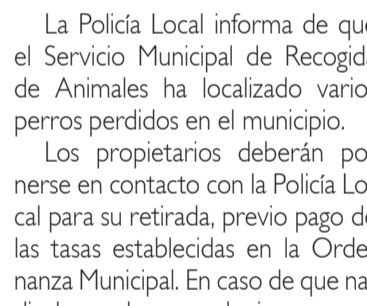 La Policía Local informa de que
el Servicio Municipal de Recogid
de Animales ha localizado vario
perros perdidos en el municipio.
Los propietarios deberán po
nerse en contacto con la Policía Lo
cal para su retirada, previo pago de
las tasas establecidas en la Orde
nanza Municipal. En caso de que na